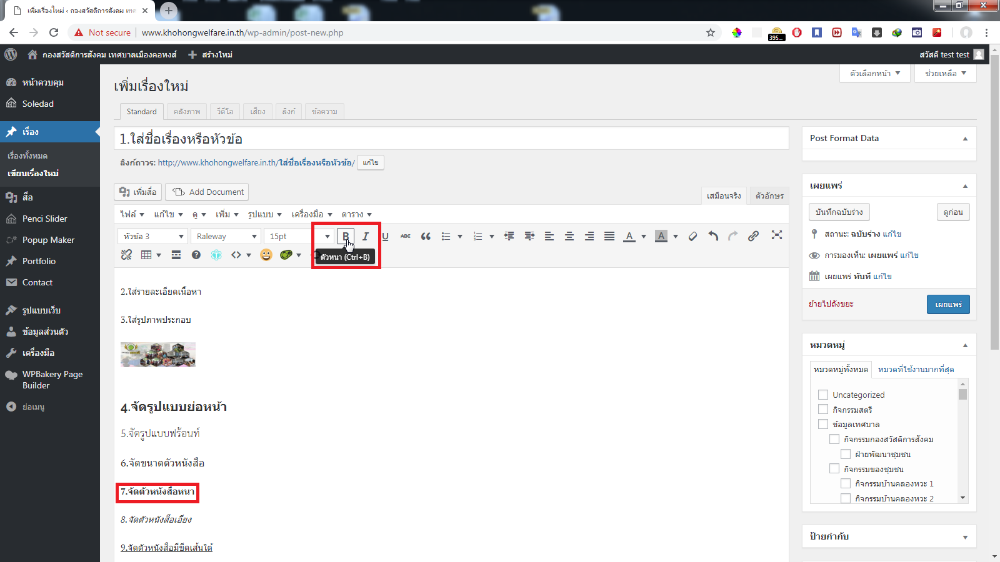 เพิ่มเรื่องใหม่ ‹ กองสวัสดิการสังคม เทศ
Not secure www.khohongwelfare.in.th/wp-admin/post-new.php
395...
กองสวัสดิการสังคม เทศบาลเมืองคอหงส์ สร้างใหม่
สวัสดี test test
หน้าควบคุม
Soledad
เรื่อง
เรื่องทั้งหมด
เขียนเรื่องใหม่
สื่อ
Penci Slider
Popup Maker
Portfolio
Contact
รูปแบบเว็บ
ข้อมูลส่วนตัว
เครื่องมือ
WPBakery Page
Builder
ย่อเมนู
ตัวเลือกหน้า ช่วยเหลือ
เพิ่มเรื่องใหม่
Standard คลังภาพ วีดีโอ เสียง ลิงก์ ข้อความ
1.ใส่ชื่อเรื่องหรือหัวข้อ
ลิงก์ถาวร: http://www.khohongwelfare.in.th/ใส่ชื่อเรื่องหรือหัวข้อ/ แก้ไข
เพิ่มสื่อ Add Document
เสมือนจริง ตัวอักษร
ไฟล์ แก้ไข ดู เพิ่ม รูปแบบ เครื่องมือ ตาราง
หัวข้อ 3 Raleway 15pt B I U ABC A A
ตัวหนา (Ctrl+B)
2.ใส่รายละเอียดเนื้อหา
3.ใส่รูปภาพประกอบ
4.จัดรูปแบบย่อหน้า
5.จัดรูปแบบฟร้อนท์
6.จัดขนาดตัวหนังสือ
7.จัดตัวหนังสือหนา
8.จัดตัวหนังสือเอียง
9.จัดตัวหนังสือมีขีดเส้นใต้
Post Format Data
เผยแพร่
บันทึกฉบับร่าง ดูก่อน
สถานะ: ฉบับร่าง แก้ไข
การมองเห็น: เผยแพร่ แก้ไข
เผยแพร่ ทันที แก้ไข
ย้ายไปถังขยะ เผยแพร่
หมวดหมู่
หมวดหมู่ทั้งหมด หมวดที่ใช้งานมากที่สุด
Uncategorized
กิจกรรมสตรี
ข้อมูลเทศบาล
กิจกรรมกองสวัสดิการสังคม
ฝ่ายพัฒนาชุมชน
กิจกรรมของชุมชน
กิจกรรมบ้านคลองหวะ 1
กิจกรรมบ้านคลองหวะ 2
ป้ายกำกับ